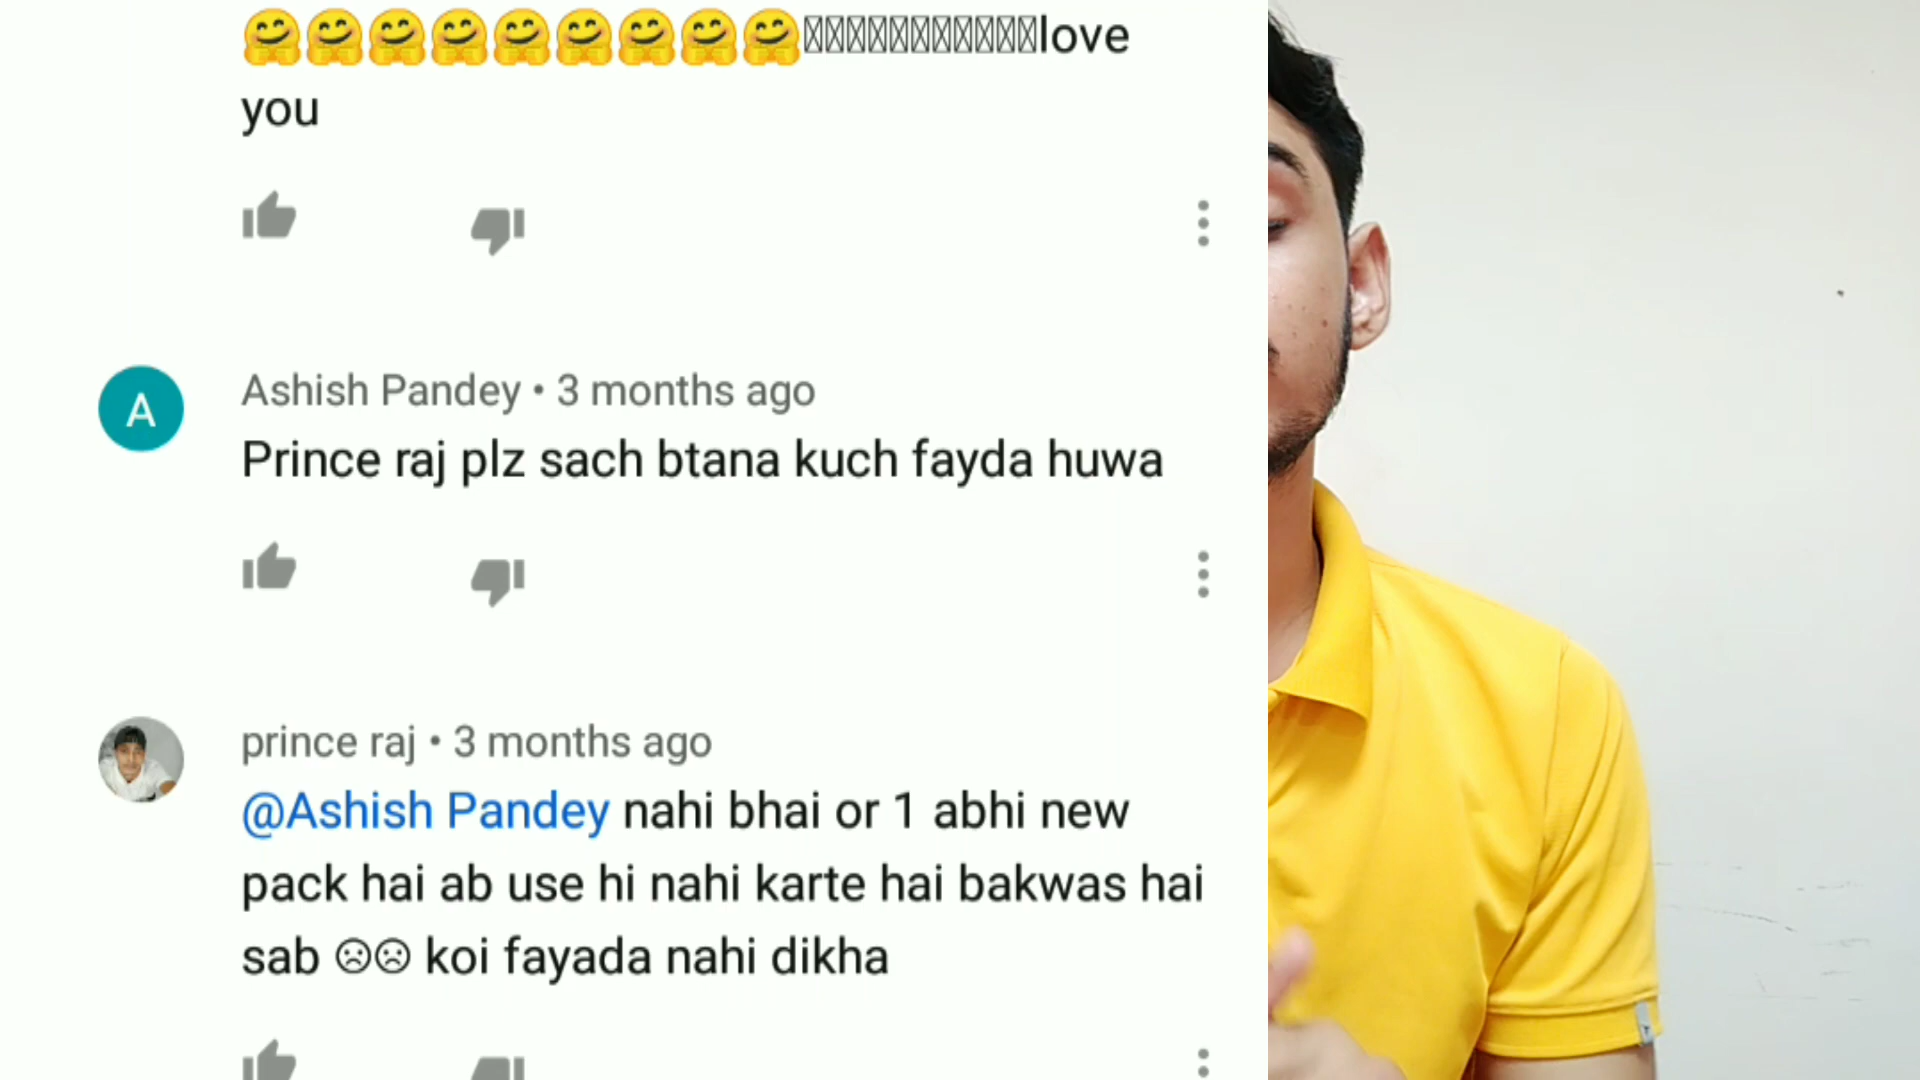 🤗🤗🤗🤗🤗🤗🤗🤗🤗love
you
Ashish Pandey • 3 months ago
Prince raj plz sach btana kuch fayda huwa
A
prince raj • 3 months ago
@Ashish Pandey nahi bhai or 1 abhi new
pack hai ab use hi nahi karte hai bakwas hai
sab ☹☹ koi fayada nahi dikha